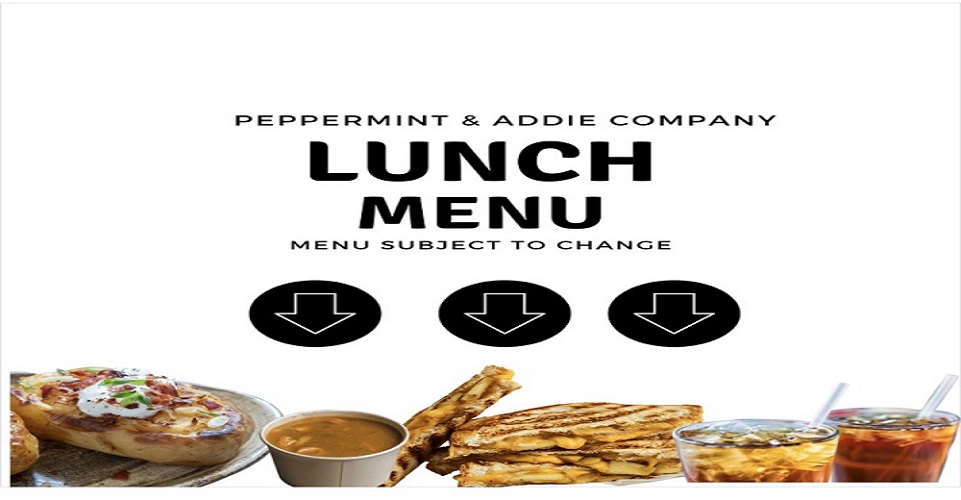 PEPPERMINT & ADDIE COMPANY
LUNCH
MENU
MENU SUBJECT TO CHANGE